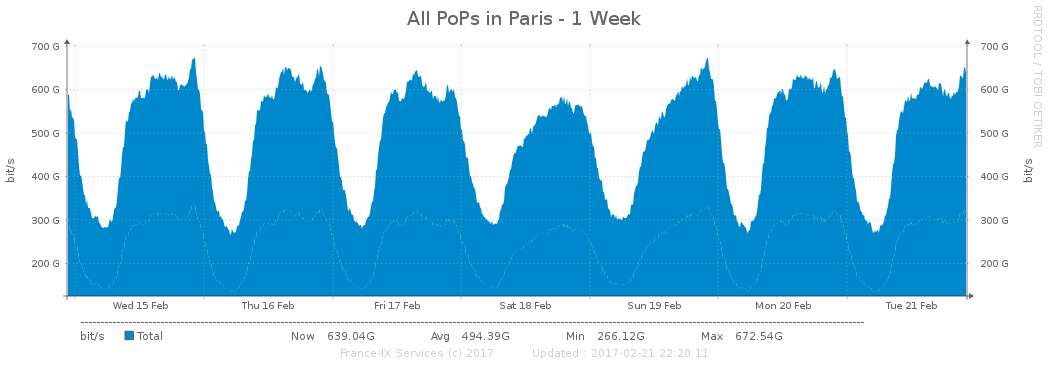 All PoPs in Paris - 1 Week
RRDTOOL / TOBI OETIKER
700 G 700 G
600 G 600 G
500 G 500 G
400 G 400 G
300 G 300 G
200 G 200 G
bit/s bit/s
Wed 15 Feb Thu 16 Feb Fri 17 Feb Sat 18 Feb Sun 19 Feb Mon 20 Feb Tue 21 Feb
bit/s Total Now 639.04G Avg 494.39G Min 266.12G Max 672.54G
France-IX Services (c) 2017 Updated : 2017-02-21 22:20:11